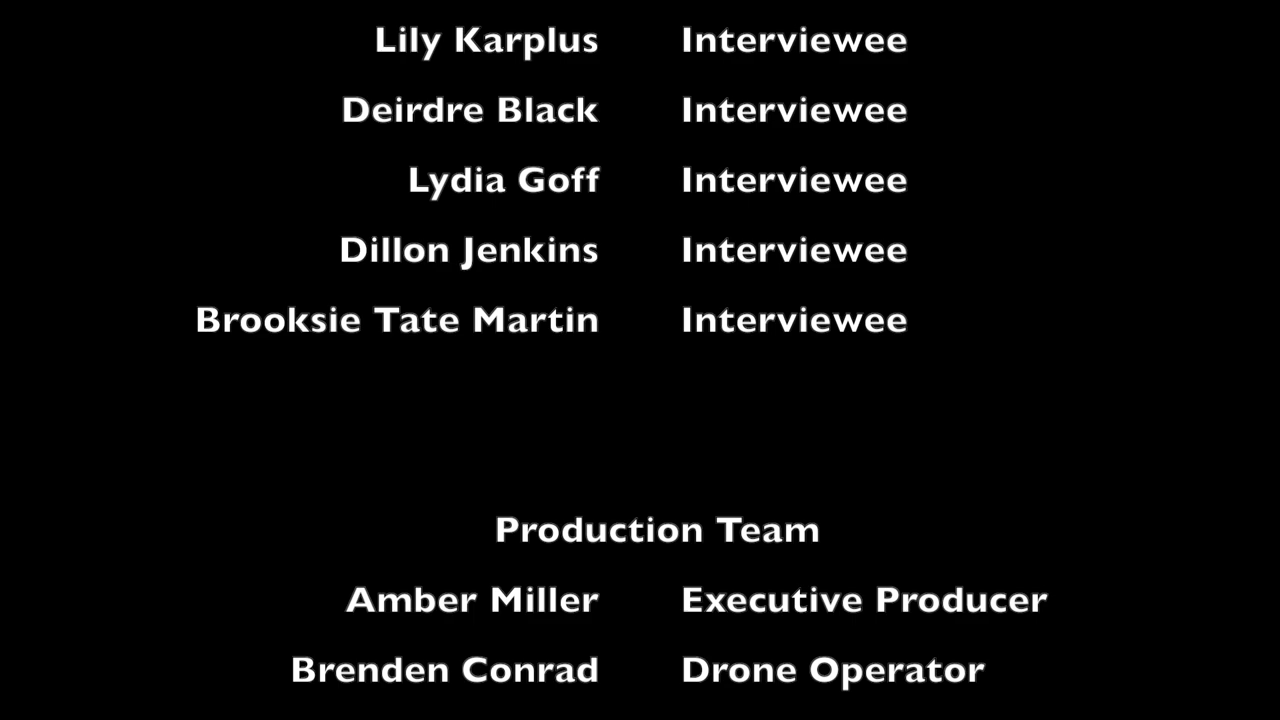 Lily Karplus Interviewee
Deirdre Black Interviewee
Lydia Goff Interviewee
Dillon Jenkins Interviewee
Brooksie Tate Martin Interviewee
Production Team
Amber Miller Executive Producer
Brenden Conrad Drone Operator